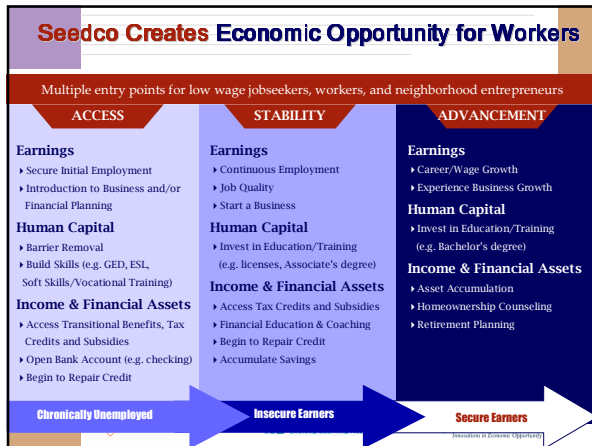 Seedco Creates Economic Opportunity for Workers
Multiple entry points for low wage jobseekers, workers, and neighborhood entrepreneurs
ACCESS
Earnings
Secure Initial Employment
Introduction to Business and/or
Financial Planning
Human Capital
Barrier Removal
Build Skills (e.g. GED, ESL,
Soft Skills/Vocational Training)
Income & Financial Assets
Access Transitional Benefits, Tax
Credits and Subsidies
Open Bank Account (e.g. checking)
Begin to Repair Credit
STABILITY
Earnings
Continuous Employment
Job Quality
Start a Business
Human Capital
Invest in Education/Training
(e.g. licenses, Associate's degree)
Income & Financial Assets
Access Tax Credits and Subsidies
Financial Education & Coaching
Begin to Repair Credit
Accumulate Savings
ADVANCEMENT
Earnings
Career/Wage Growth
Experience Business Growth
Human Capital
Invest in Education/Training
(e.g. Bachelor's degree)
Income & Financial Assets
Asset Accumulation
Homeownership Counseling
Retirement Planning
Chronically Unemployed
Insecure Earners
Secure Earners
Innovations in Economic Opportunity